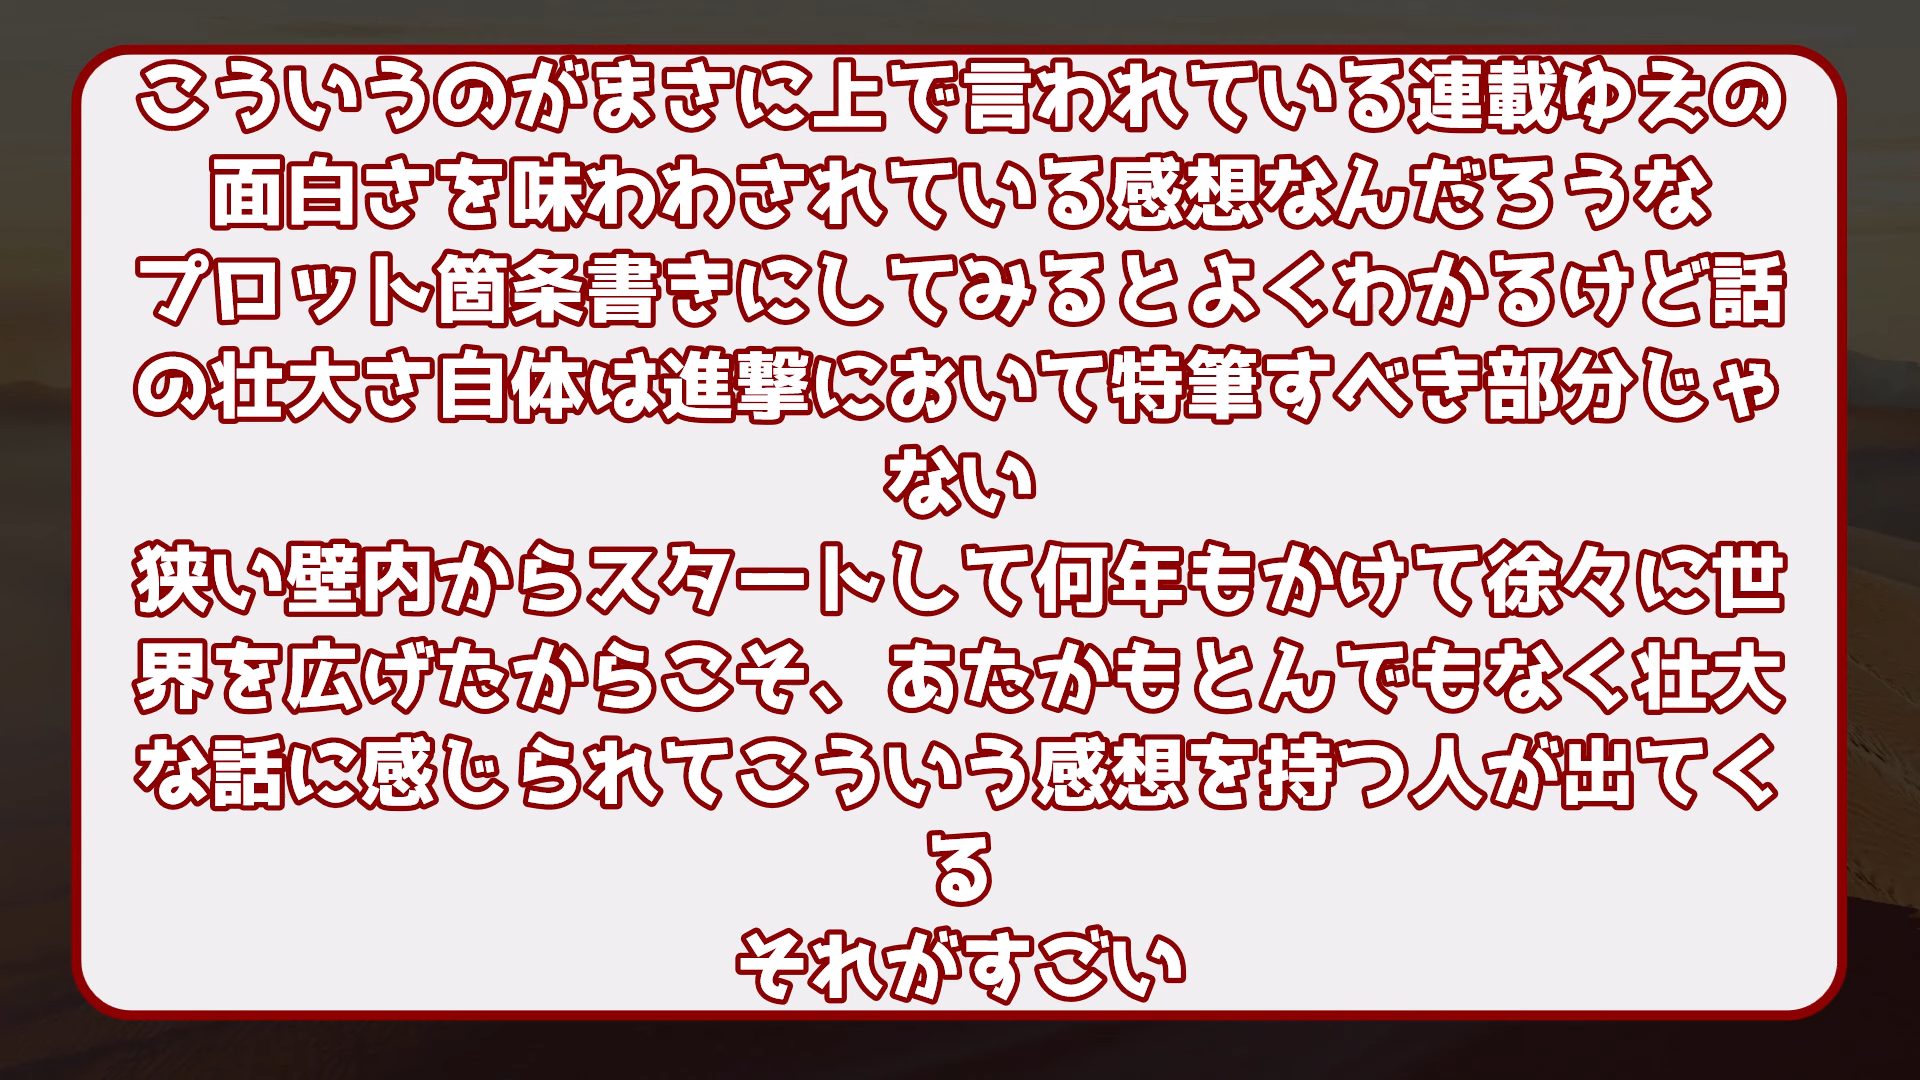 こういうのがまさに上で言われている連載ゆえの
面白さを味わわされている感想なんだろうな
プロット箇条書きにしてみるとよくわかるけど話
の壮大さ自体は進撃において特筆すべき部分じゃ
ない
狭い壁内からスタートして何年もかけて徐々に世
界を広げたからこそ、あたかもとんでもなく壮大
な話に感じられてこういう感想を持つ人が出てく
る
それがすごい